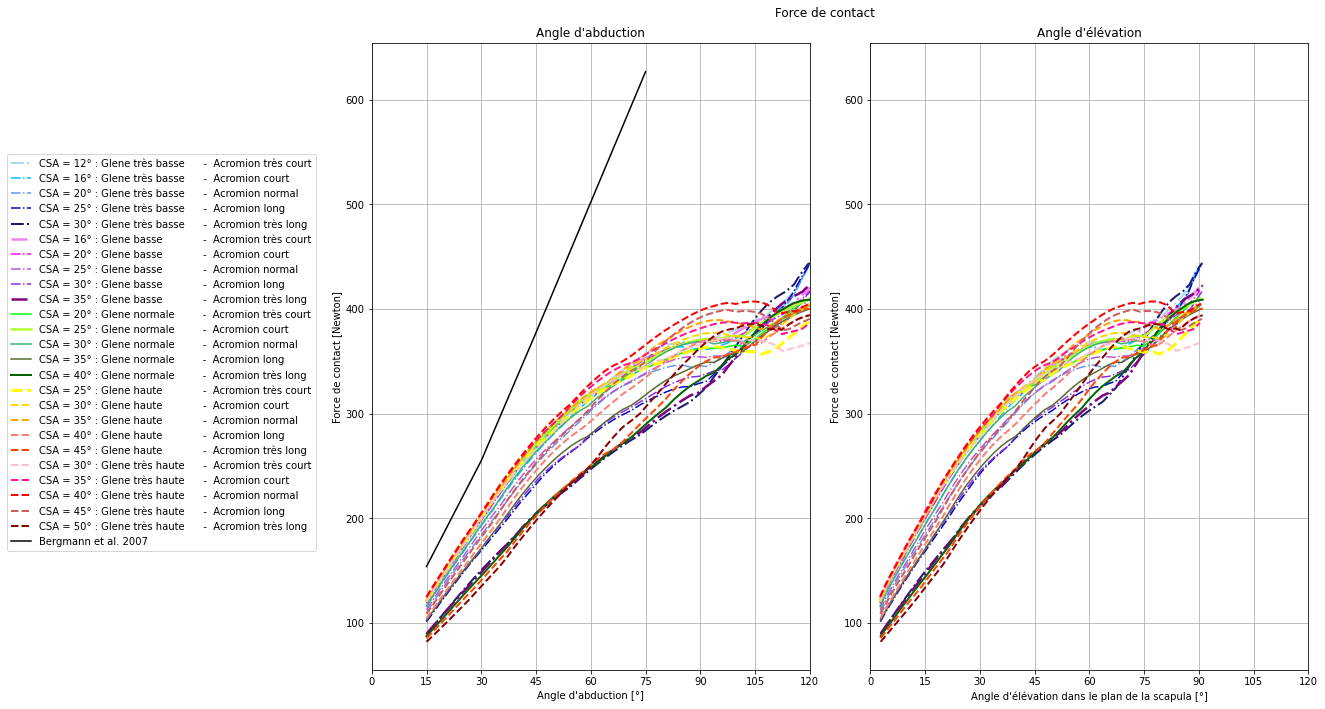 Force de contact
CSA = 12° : Glene très basse - Acromion très court
CSA = 16° : Glene très basse - Acromion court
CSA = 20° : Glene très basse - Acromion normal
CSA = 25° : Glene très basse - Acromion long
CSA = 30° : Glene très basse - Acromion très long
CSA = 16° : Glene basse - Acromion très court
CSA = 20° : Glene basse - Acromion court
CSA = 25° : Glene basse - Acromion normal
CSA = 30° : Glene basse - Acromion long
CSA = 35° : Glene basse - Acromion très long
CSA = 20° : Glene normale - Acromion très court
CSA = 25° : Glene normale - Acromion court
CSA = 30° : Glene normale - Acromion normal
CSA = 35° : Glene normale - Acromion long
CSA = 40° : Glene normale - Acromion très long
CSA = 25° : Glene haute - Acromion très court
CSA = 30° : Glene haute - Acromion court
CSA = 35° : Glene haute - Acromion normal
CSA = 40° : Glene haute - Acromion long
CSA = 45° : Glene haute - Acromion très long
CSA = 30° : Glene très haute - Acromion très court
CSA = 35° : Glene très haute - Acromion court
CSA = 40° : Glene très haute - Acromion normal
CSA = 45° : Glene très haute - Acromion long
CSA = 50° : Glene très haute - Acromion très long
Bergmann et al. 2007
Angle d'abduction
Force de contact [Newton]
600
500
400
300
200
100
0 15 30 45 60 75 90 105 120
Angle d'abduction [°]
Angle d'élévation
Force de contact [Newton]
600
500
400
300
200
100
0 15 30 45 60 75 90 105 120
Angle d'élévation dans le plan de la scapula [°]